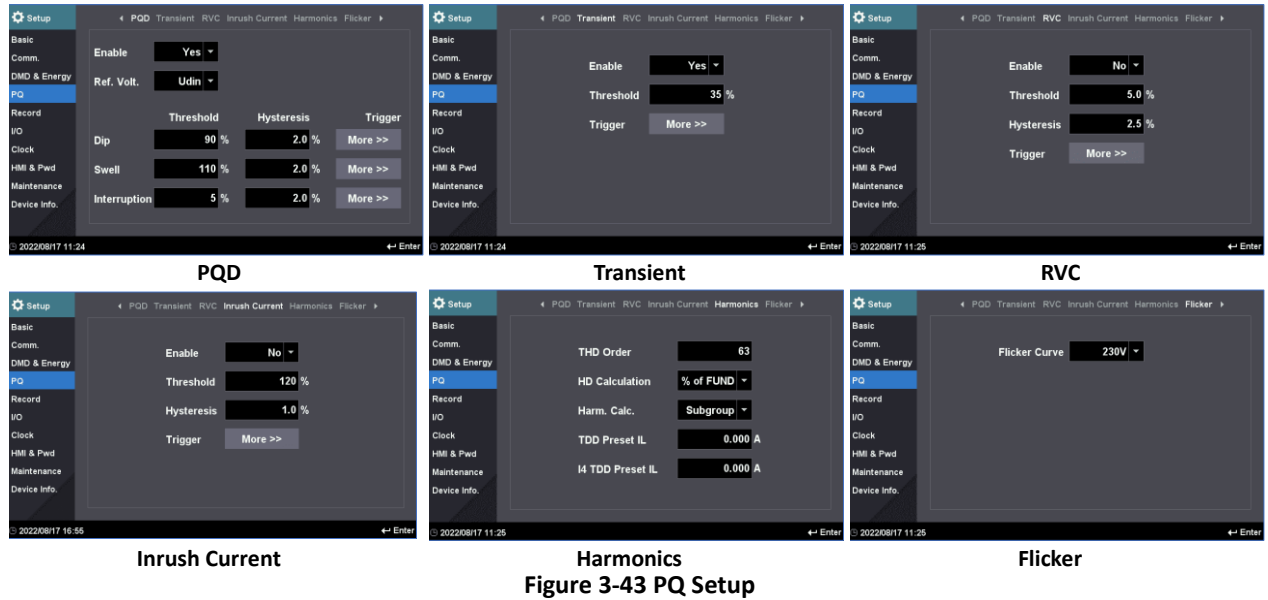 Setup
PQD Transient RVC Inrush Current Harmonics Flicker
Basic
Comm.
DMD & Energy
PQ
Record
I/O
Clock
HMI & Pwd
Maintenance
Device Info.
Enable Yes
Ref. Volt. Udin
Threshold Hysteresis Trigger
Dip 90 % 2.0 % More >>
Swell 110 % 2.0 % More >>
Interruption 5 % 2.0 % More >>
2022/08/17 11:24 Enter
PQD
Setup
PQD Transient RVC Inrush Current Harmonics Flicker
Basic
Comm.
DMD & Energy
PQ
Record
I/O
Clock
HMI & Pwd
Maintenance
Device Info.
Enable Yes
Threshold 35 %
Trigger More >>
2022/08/17 11:24 Enter
Transient
Setup
PQD Transient RVC Inrush Current Harmonics Flicker
Basic
Comm.
DMD & Energy
PQ
Record
I/O
Clock
HMI & Pwd
Maintenance
Device Info.
Enable No
Threshold 5.0 %
Hysteresis 2.5 %
Trigger More >>
2022/08/17 11:25 Enter
RVC
Setup
PQD Transient RVC Inrush Current Harmonics Flicker
Basic
Comm.
DMD & Energy
PQ
Record
I/O
Clock
HMI & Pwd
Maintenance
Device Info.
Enable No
Threshold 120 %
Hysteresis 1.0 %
Trigger More >>
2022/08/17 16:55 Enter
Inrush Current
Setup
PQD Transient RVC Inrush Current Harmonics Flicker
Basic
Comm.
DMD & Energy
PQ
Record
I/O
Clock
HMI & Pwd
Maintenance
Device Info.
THD Order 63
HD Calculation % of FUND
Harm. Calc. Subgroup
TDD Preset IL 0.000 A
I4 TDD Preset IL 0.000 A
2022/08/17 11:25 Enter
Harmonics
Setup
PQD Transient RVC Inrush Current Harmonics Flicker
Basic
Comm.
DMD & Energy
PQ
Record
I/O
Clock
HMI & Pwd
Maintenance
Device Info.
Flicker Curve 230V
2022/08/17 11:25 Enter
Flicker
Figure 3-43 PQ Setup